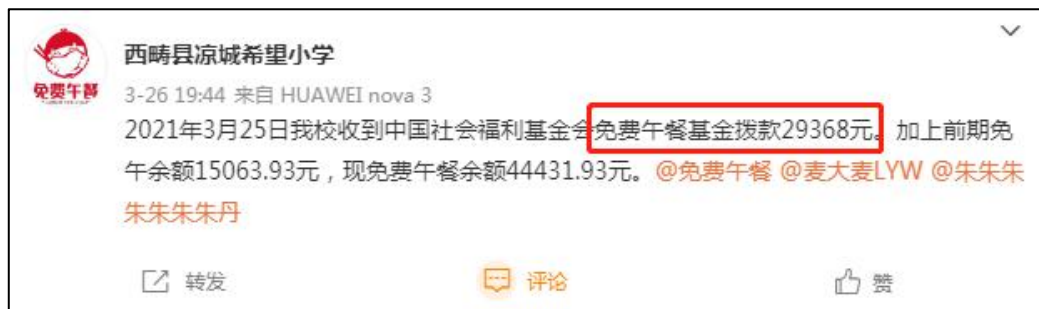 西畴县凉城希望小学
免费午餐
3-26 19:44 来自 HUAWEI nova 3
2021年3月25日我校收到中国社会福利基金会免费午餐基金拨款29368元。加上前期免
午余额15063.93元，现免费午餐余额44431.93元。@免费午餐 @麦大麦LYW @朱朱朱
朱朱朱朱丹
转发 评论 赞